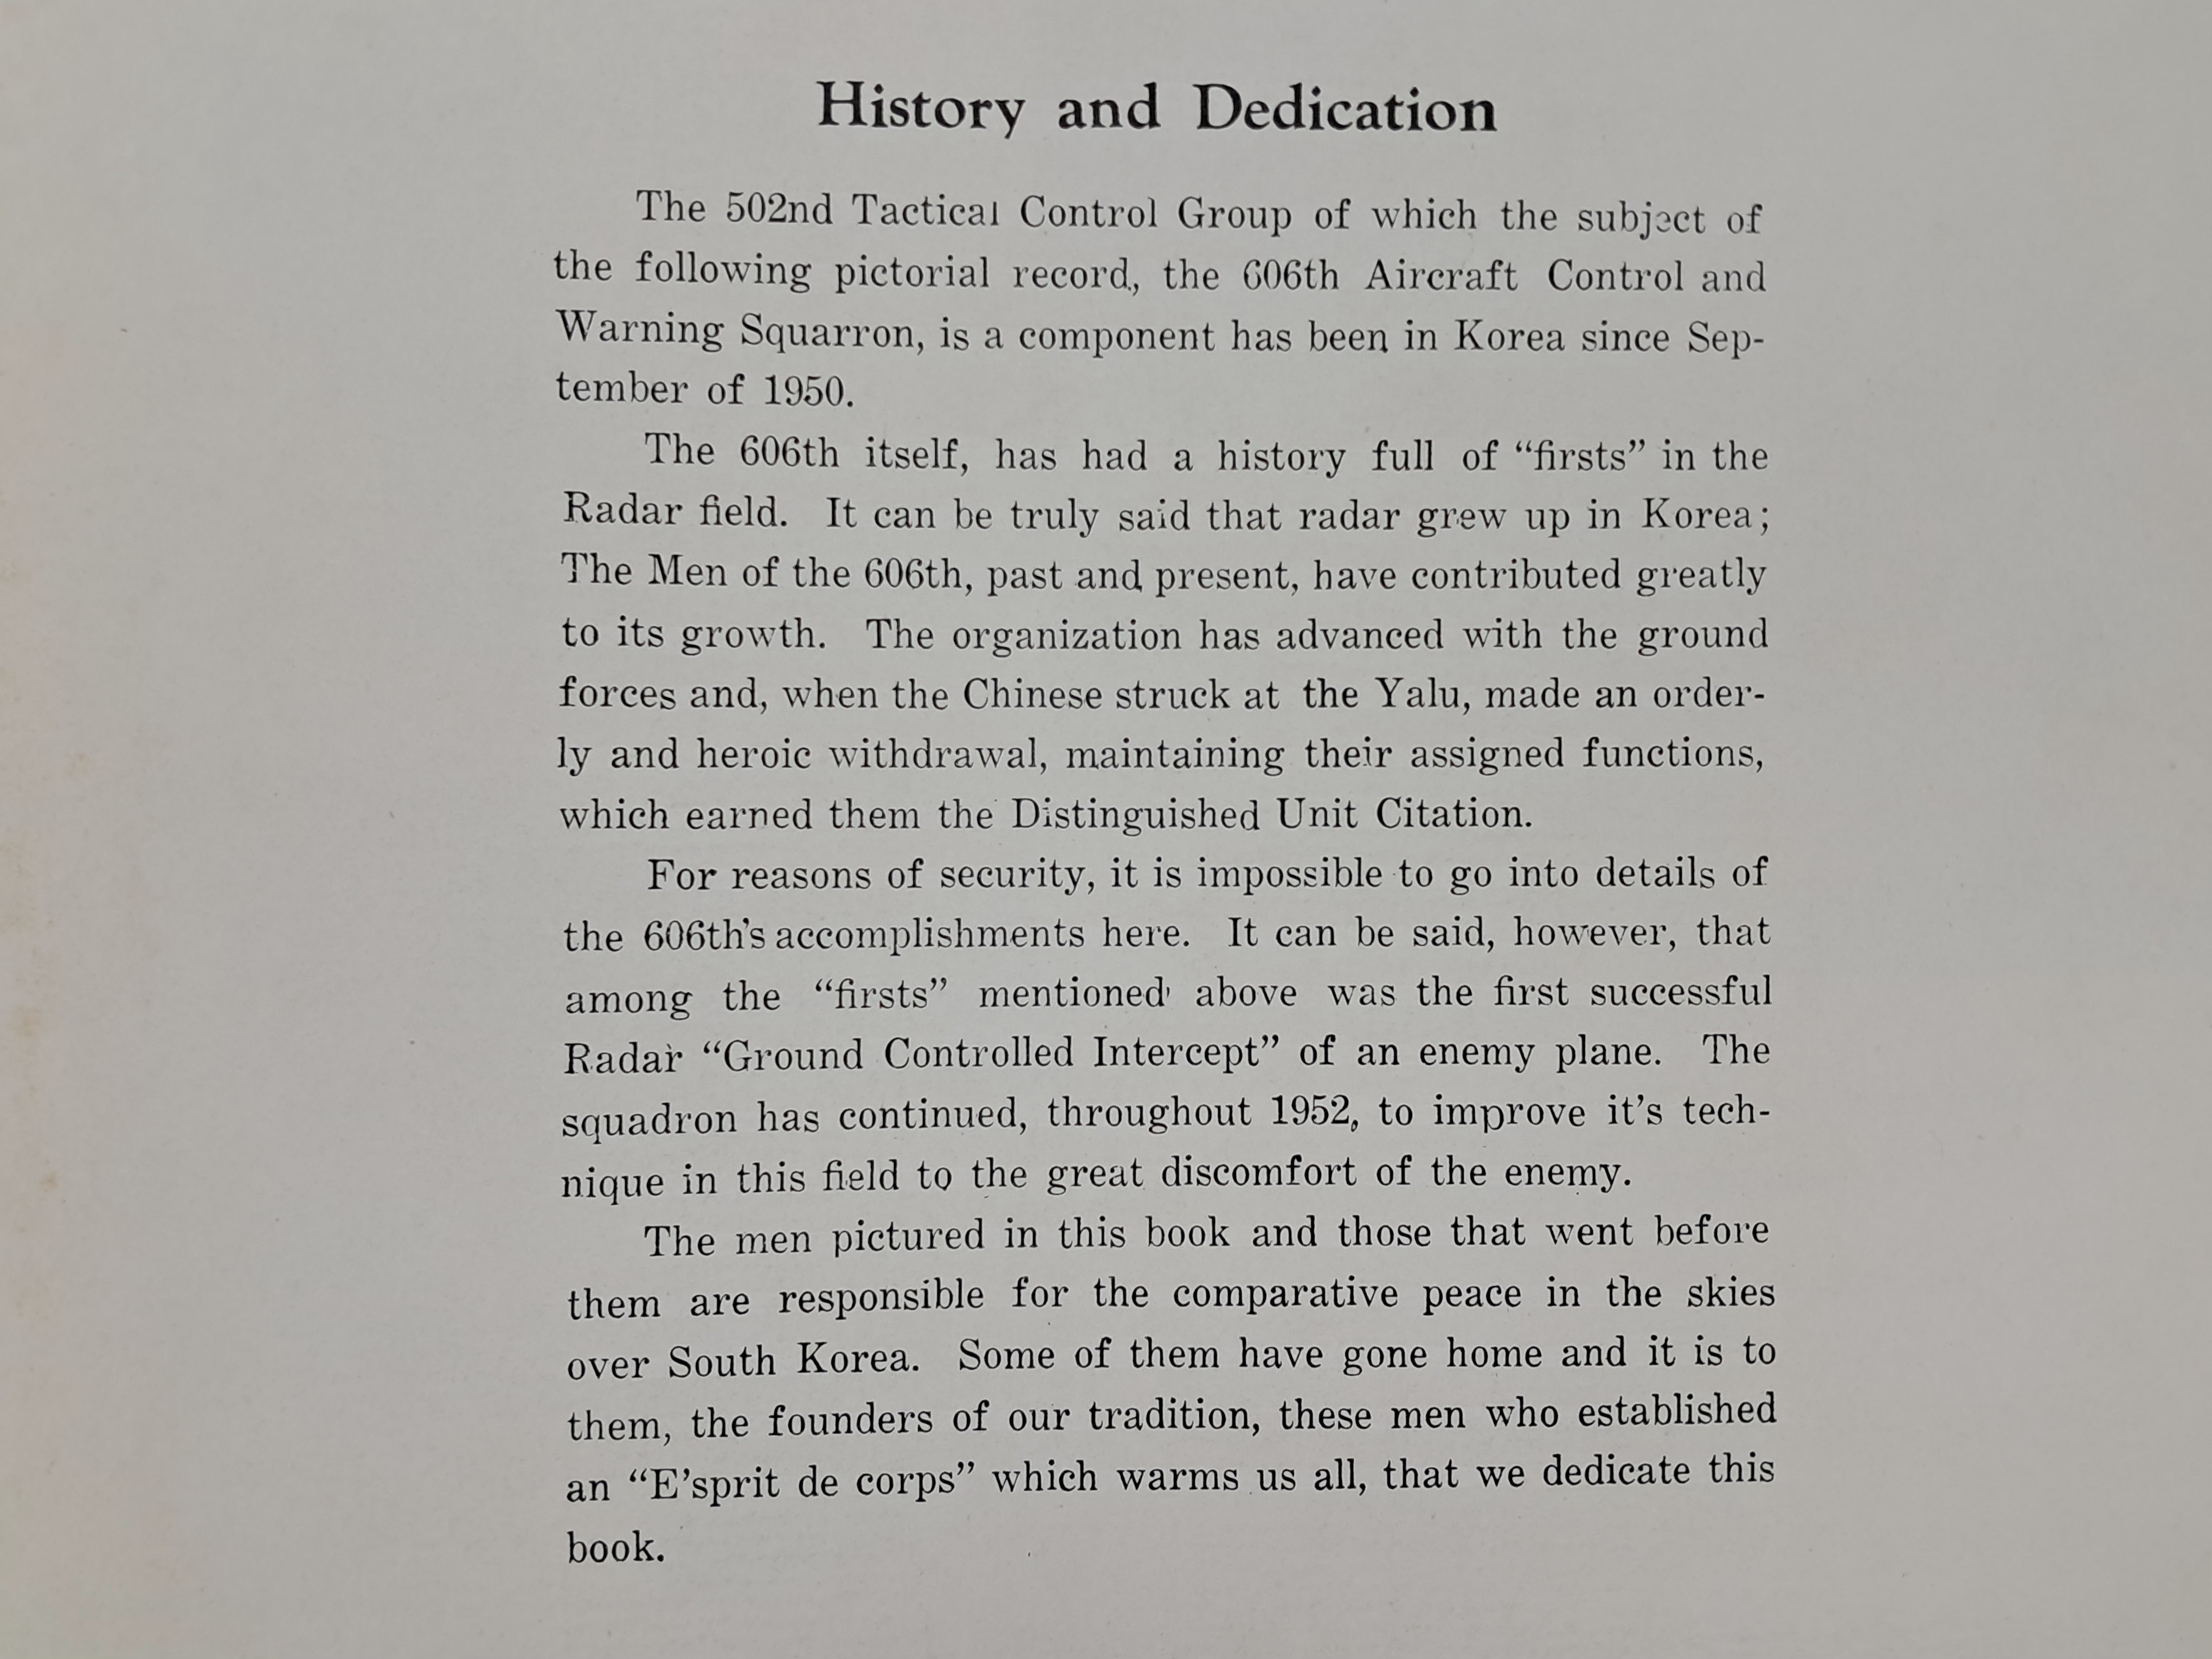 History and Dedication
The 502nd Tactical Control Group of which the subject of
the following pictorial record, the 606th Aircraft Control and
Warning Squarron, is a component has been in Korea since Sep-
tember of 1950.
The 606th itself, has had a history full of “firsts” in the
Radar field. It can be truly said that radar grew up in Korea;
The Men of the 606th, past and present, have contributed greatly
to its growth. The organization has advanced with the ground
forces and, when the Chinese struck at the Yalu, made an order-
ly and heroic withdrawal, maintaining their assigned functions,
which earned them the Distinguished Unit Citation.
For reasons of security, it is impossible to go into details of
the 606th’s accomplishments here. It can be said, however, that
among the “firsts” mentioned above was the first successful
Radar “Ground Controlled Intercept” of an enemy plane. The
squadron has continued, throughout 1952, to improve it’s tech-
nique in this field to the great discomfort of the enemy.
The men pictured in this book and those that went before
them are responsible for the comparative peace in the skies
over South Korea. Some of them have gone home and it is to
them, the founders of our tradition, these men who established
an “E’sprit de corps” which warms us all, that we dedicate this
book.